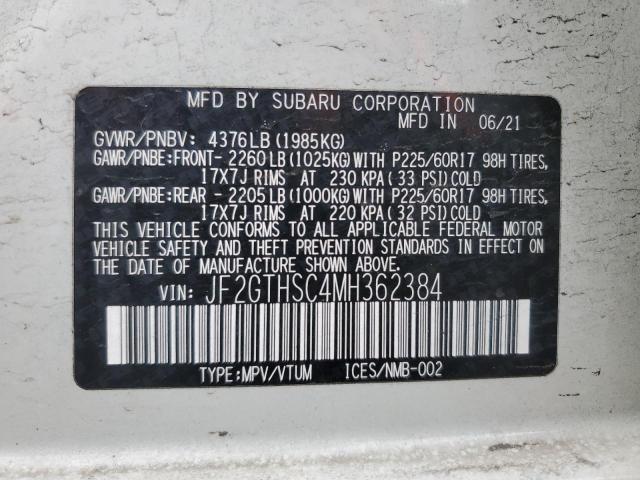 MFD BY SUBARU CORPORATION
MFD IN 06/21
GVWR/PNBV: 4376LB (1985KG)
GAWR/PNBE:FRONT- 2260LB (1025KG) WITH P225/60R17 98H TIRES,
17X7J RIMS AT 230 KPA (33 PSI) COLD
GAWR/PNBE:REAR - 2205LB (1000KG) WITH P225/60R17 98H TIRES,
17X7J RIMS AT 220 KPA (32 PSI) COLD
THIS VEHICLE CONFORMS TO ALL APPLICABLE FEDERAL MOTOR
VEHICLE SAFETY AND THEFT PREVENTION STANDARDS IN EFFECT ON
THE DATE OF MANUFACTURE SHOWN ABOVE.
VIN: JF2GTHSC4MH362384
TYPE:MPV/VTUM ICES/NMB-002